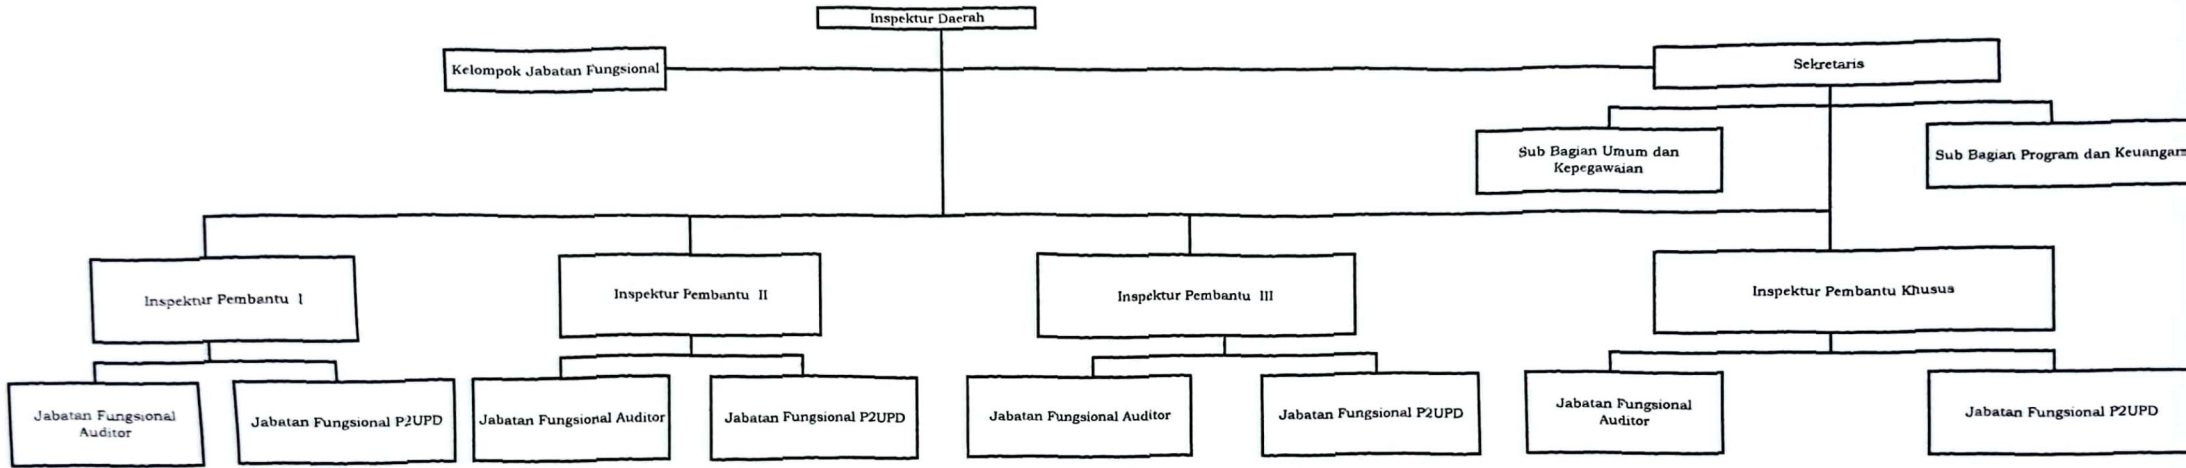 Inspektur Daerah
Kelompok Jabatan Fungsional
Sekretaris
Sub Bagian Umum dan
Kepegawaian
Sub Bagian Program dan Keuangan
Inspektur Pembantu I
Inspektur Pembantu II
Inspektur Pembantu III
Inspektur Pembantu Khusus
Jabatan Fungsional
Auditor
Jabatan Fungsional P2UPD
Jabatan Fungsional Auditor
Jabatan Fungsional P2UPD
Jabatan Fungsional Auditor
Jabatan Fungsional P2UPD
Jabatan Fungsional
Auditor
Jabatan Fungsional P2UPD